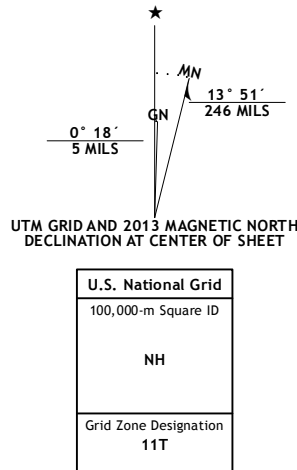 MN
GN
13° 51´
246 MILS
0° 18´
5 MILS
UTM GRID AND 2013 MAGNETIC NORTH
DECLINATION AT CENTER OF SHEET
U.S. National Grid
100,000-m Square ID
NH
Grid Zone Designation
11T